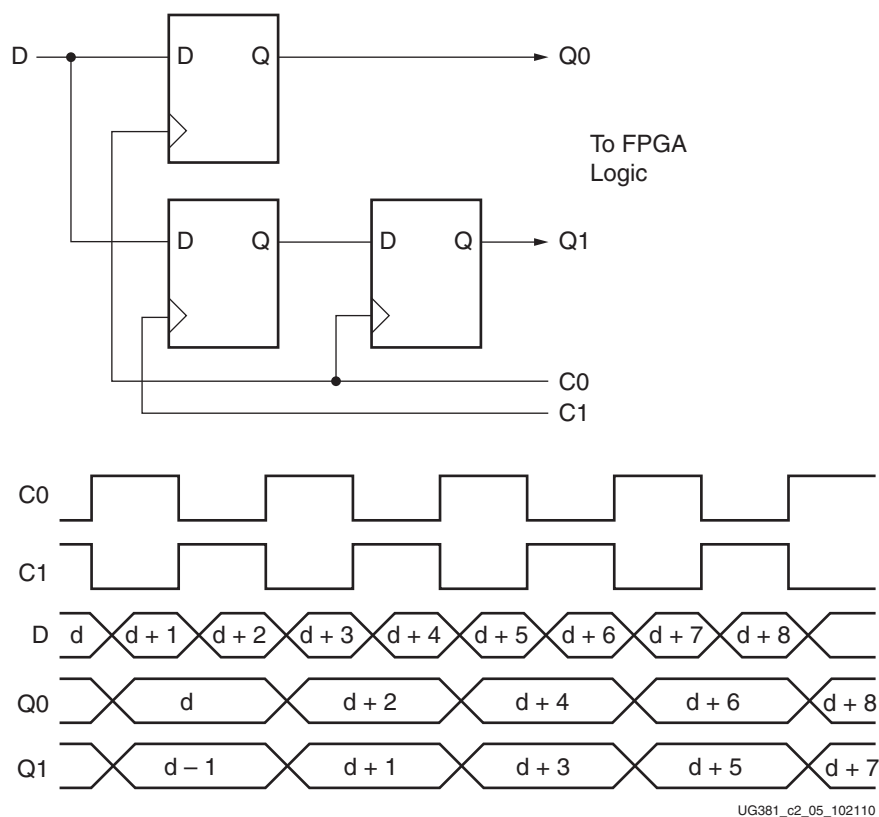 D D Q Q0
To FPGA
Logic
D Q D Q Q1
C0
C1
C0
C1
D d d + 1 d + 2 d + 3 d + 4 d + 5 d + 6 d + 7 d + 8
Q0 d d + 2 d + 4 d + 6 d + 8
Q1 d – 1 d + 1 d + 3 d + 5 d + 7
UG381_c2_05_102110